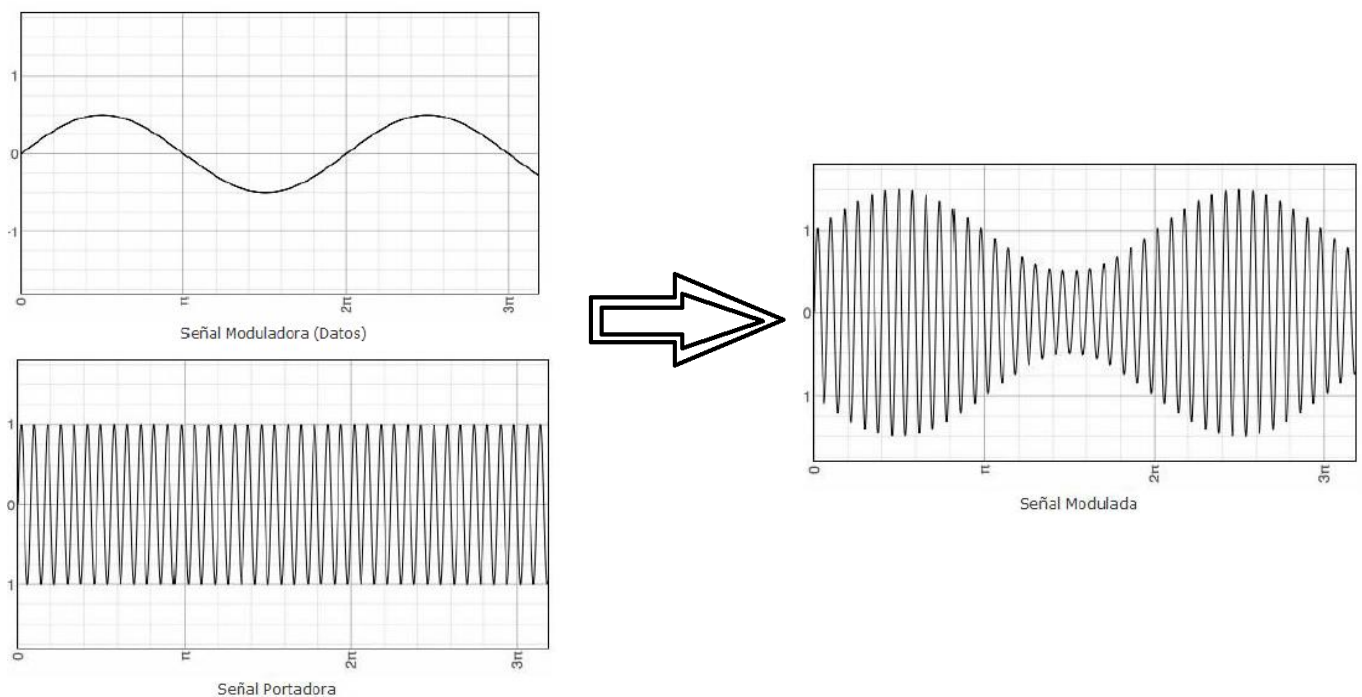 1
0
-1
0 π 2π 3π
Señal Moduladora (Datos)
1
0
1
0 π 2π 3π
Señal Portadora
1
0
1
0 π 2π 3π
Señal Modulada